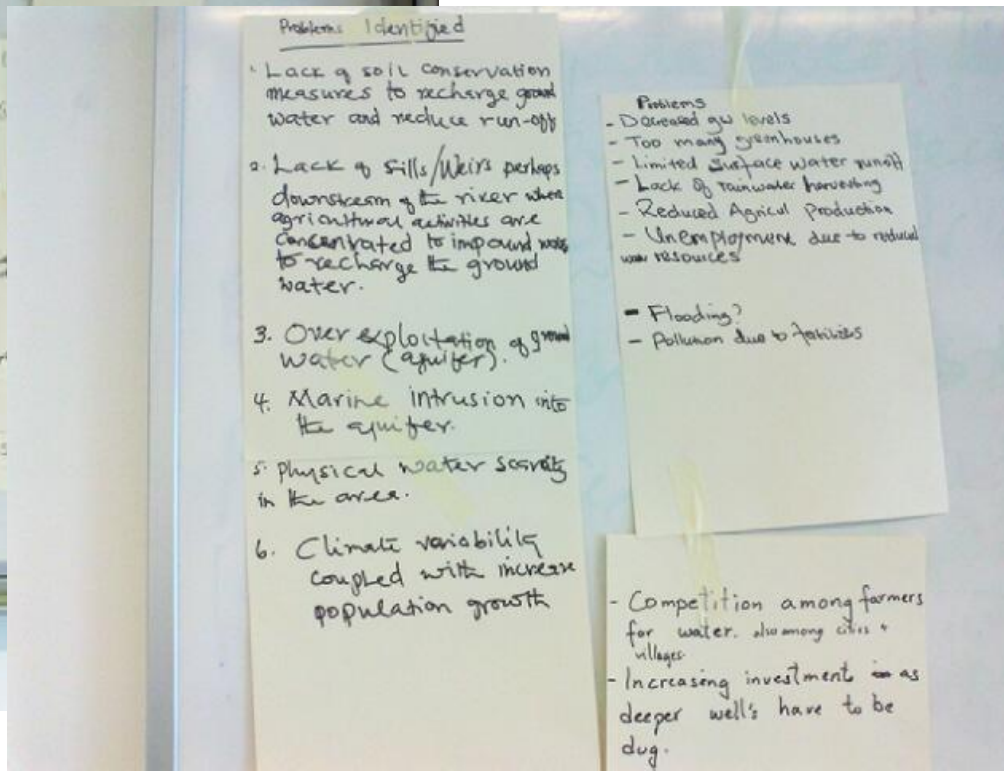 Problems Identified
1. Lack of soil conservation
measures to recharge ground
water and reduce run-off
2. Lack of sills/Weirs perhaps
downstream of the river where
agricultural activities are
concentrated to impound water
to recharge the ground
water.
3. Over exploitation of ground
water (aquifer).
4. Marine intrusion into
the aquifer.
5. Physical water scarcity
in the area.
6. Climate variability
coupled with increase
population growth
Problems
- Decreased gw levels
- Too many greenhouses
- Limited surface water runoff
- Lack of rainwater harvesting
- Reduced Agricul Production
- Unemployment due to reduced
water resources
- Flooding?
- Pollution due to fertilizers
- Competition among farmers
for water. also among cities +
villages.
- Increasing investment as
deeper well's have to be
dug.